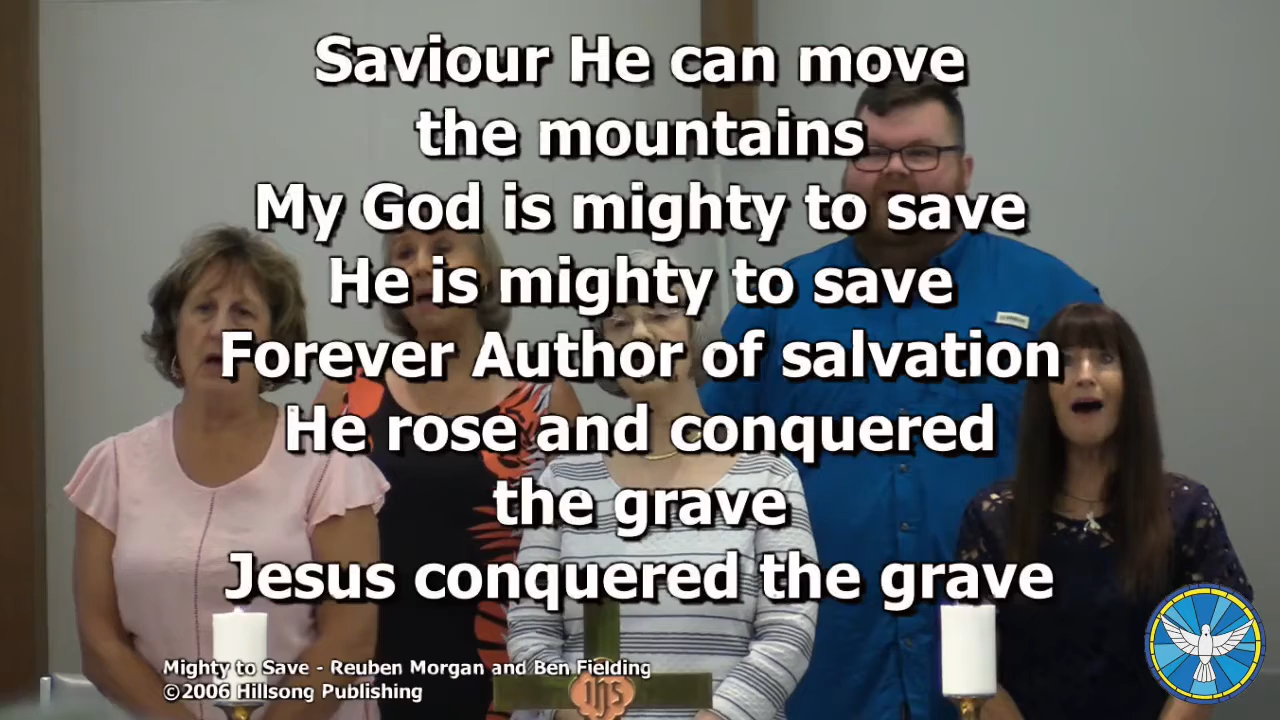 Saviour He can move
the mountains
My God is mighty to save
He is mighty to save
Forever Author of salvation
He rose and conquered
the grave
Jesus conquered the grave
Mighty to Save - Reuben Morgan and Ben Fielding
©2006 Hillsong Publishing
ihs